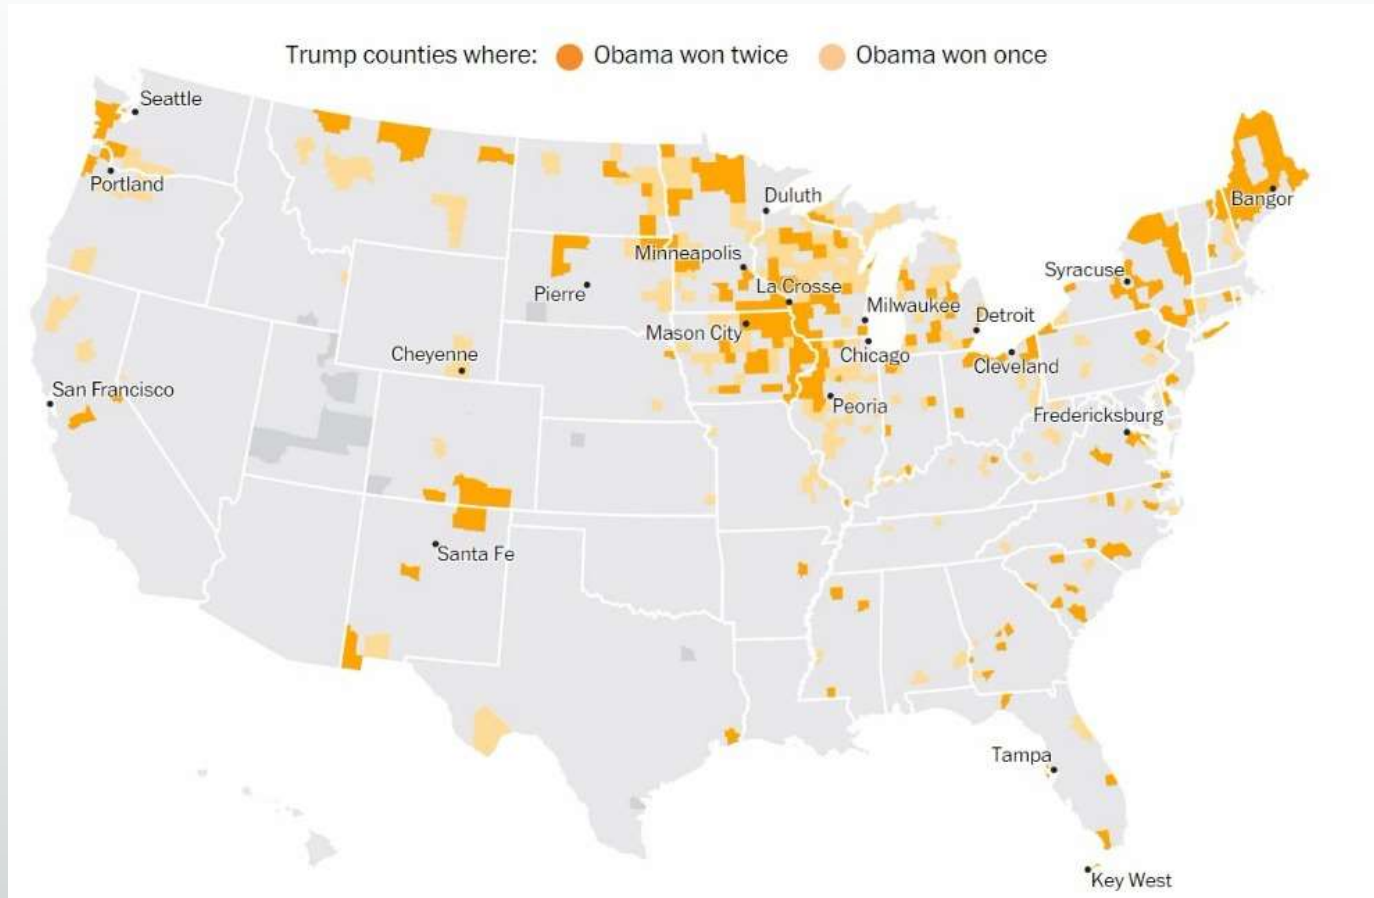 Trump counties where: Obama won twice Obama won once
Seattle
Portland
Duluth
Bangor
Minneapolis
Syracuse
La Crosse
Pierre
Milwaukee
Detroit
Mason City
Chicago
Cheyenne
Cleveland
San Francisco
Peoria
Fredericksburg
Santa Fe
Tampa
Key West